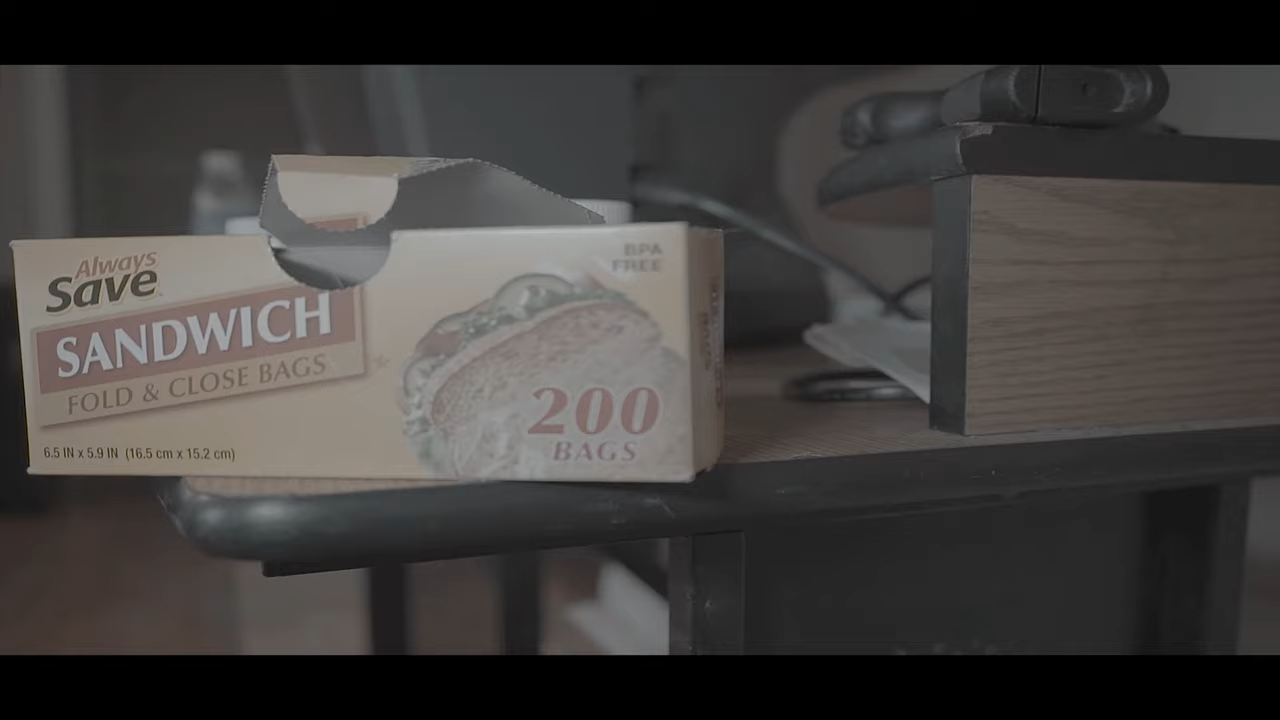 Always
Save
SANDWICH
FOLD & CLOSE BAGS
6.5 IN x 5.9 IN (16.5 cm x 15.2 cm)
BPA
FREE
200
BAGS